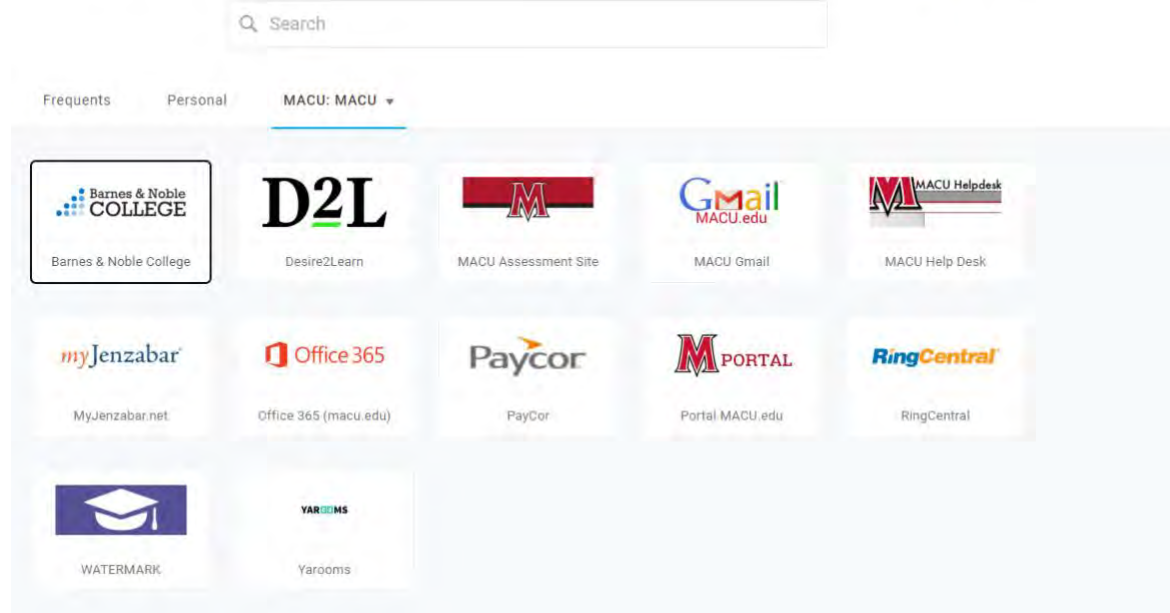 Search
Frequents Personal MACU: MACU
Barnes & Noble
COLLEGE
D2L
M
Gmail
MACU.edu
M MACU Helpdesk
Barnes & Noble College
Desire2Learn
MACU Assessment Site
MACU Gmail
MACU Help Desk
myJenzabar
Office 365
Paycor
M PORTAL
RingCentral
MyJenzabar.net
Office 365 (macu.edu)
PayCor
Portal MACU.edu
RingCentral
YAROOMS
WATERMARK
Yarooms